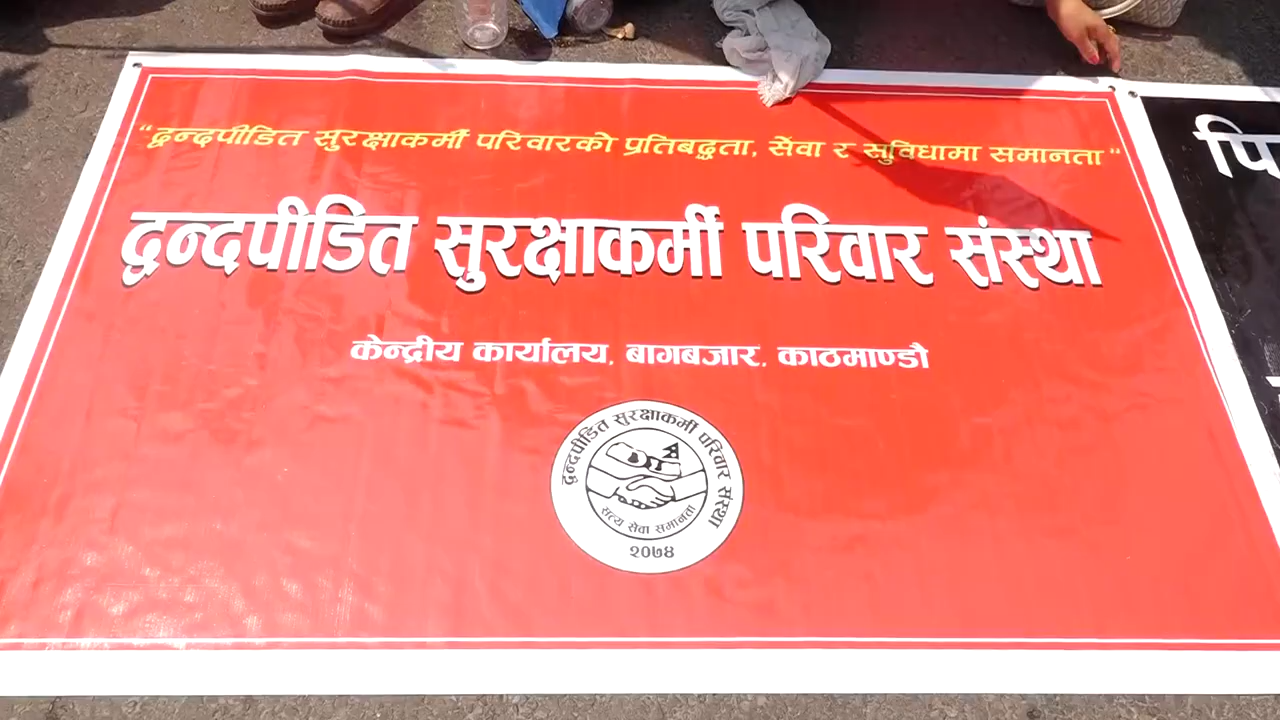 “द्वन्दपीडित सुरक्षाकर्मी परिवारको प्रतिबद्धता, सेवा र सुविधामा समानता“
द्वन्दपीडित सुरक्षाकर्मी परिवार संस्था
केन्द्रीय कार्यालय, बागबजार, काठमाण्डौ
द्वन्दपीडित सुरक्षाकर्मी परिवार संस्था
सत्य सेवा समानता
२०७४